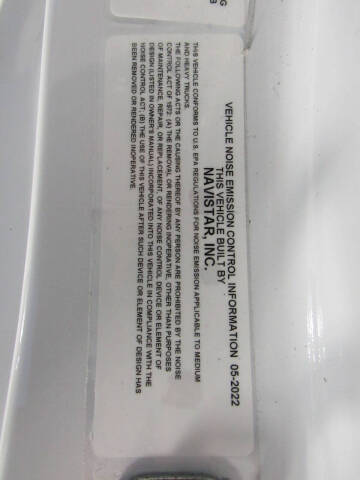 VEHICLE NOISE EMISSION CONTROL INFORMATION 05-2022
THIS VEHICLE BUILT BY
NAVISTAR, INC.
THIS VEHICLE CONFORMS TO U.S. EPA REGULATIONS FOR NOISE EMISSION APPLICABLE TO MEDIUM
AND HEAVY TRUCKS.
THE FOLLOWING ACTS OR THE CAUSING THEREOF BY ANY PERSON ARE PROHIBITED BY THE NOISE
CONTROL ACT OF 1972: (A) THE REMOVAL OR RENDERING INOPERATIVE, OTHER THAN PURPOSES
OF MAINTENANCE, REPAIR, OR REPLACEMENT, OF ANY NOISE CONTROL DEVICE OR ELEMENT OF
DESIGN (LISTED IN OWNER'S MANUAL) INCORPORATED INTO THIS VEHICLE IN COMPLIANCE WITH THE
NOISE CONTROL ACT; (B) THE USE OF THIS VEHICLE AFTER SUCH DEVICE OR ELEMENT OF DESIGN HAS
BEEN REMOVED OR RENDERED INOPERATIVE.